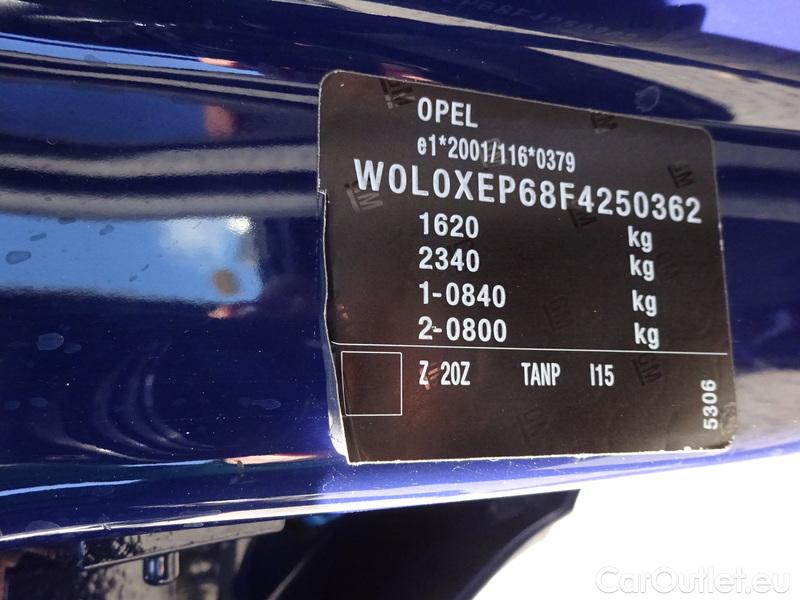 OPEL
e1*2001/116*0379
W0L0XEP68F4250362
1620 kg
2340 kg
1-0840 kg
2-0800 kg
Z 20Z TANP I15
5306
GM
CarOutlet.eu